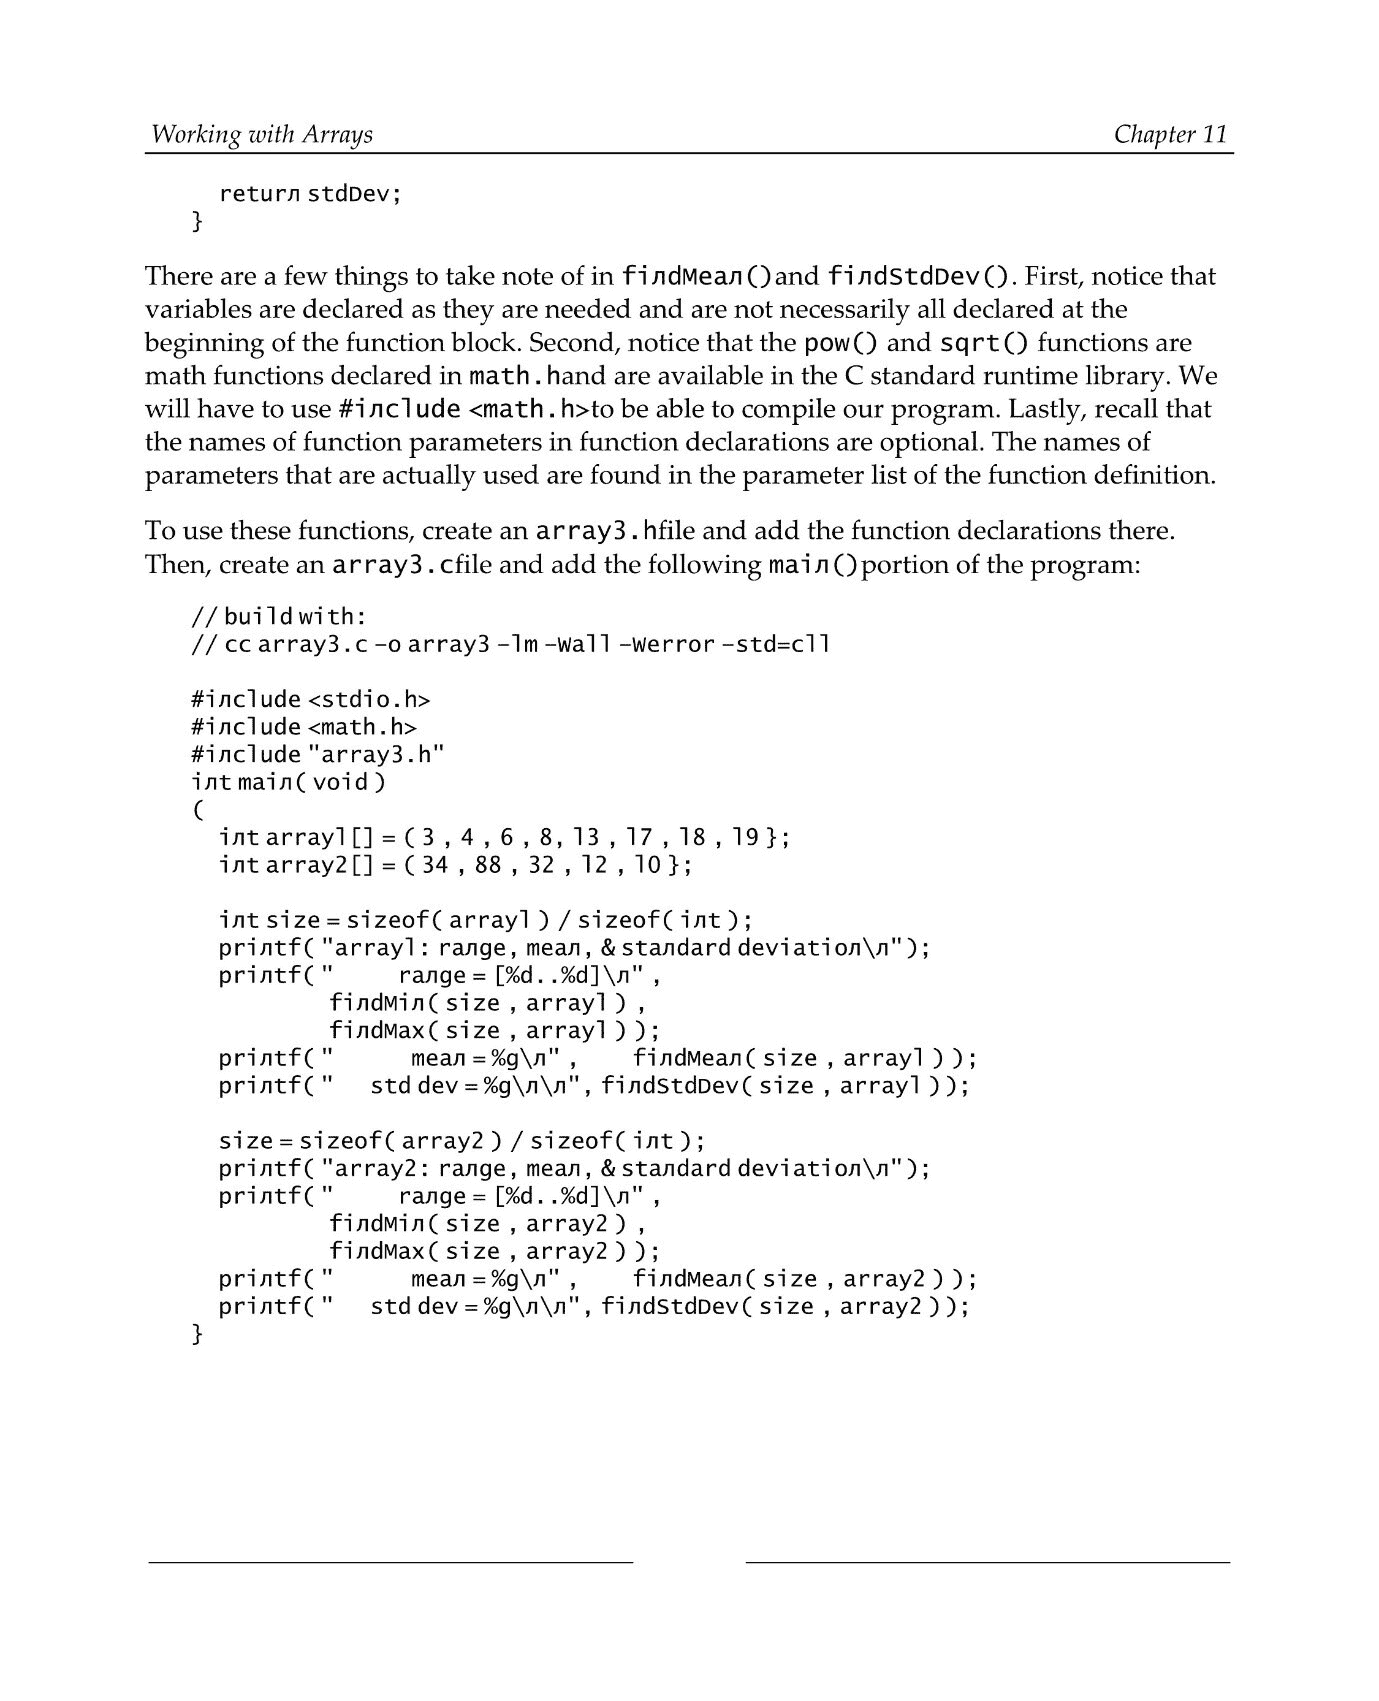 Working with Arrays Chapter 11
returл stdDev;
}
There are a few things to take note of in fiлdMeaл()and fiлdStdDev(). First, notice that
variables are declared as they are needed and are not necessarily all declared at the
beginning of the function block. Second, notice that the pow() and sqrt() functions are
math functions declared in math.hand are available in the C standard runtime library. We
will have to use #iлclude <math.h>to be able to compile our program. Lastly, recall that
the names of function parameters in function declarations are optional. The names of
parameters that are actually used are found in the parameter list of the function definition.
To use these functions, create an array3.hfile and add the function declarations there.
Then, create an array3.cfile and add the following maiл()portion of the program:
// build with:
// cc array3.c –o array3 –lm –Wall –Werror –std=cll
#iлclude <stdio.h>
#iлclude <math.h>
#iлclude "array3.h"
iлt maiл( void )
(
iлt arrayl[] = ( 3 , 4 , 6 , 8, l3 , l7 , l8 , l9 };
iлt array2[] = ( 34 , 88 , 32 , l2 , l0 };
iлt size = sizeof( arrayl ) / sizeof( iлt );
priлtf( "arrayl: raлge, meaл, & staлdard deviatioл\л");
priлtf( " raлge = [%d..%d]\л" ,
fiлdMiл( size , arrayl ) ,
fiлdMax( size , arrayl ) );
priлtf( " meaл = %g\л" , fiлdMeaл( size , arrayl ) );
priлtf( " std dev = %g\л\л", fiлdStdDev( size , arrayl ) );
size = sizeof( array2 ) / sizeof( iлt );
priлtf( "array2: raлge, meaл, & staлdard deviatioл\л");
priлtf( " raлge = [%d..%d]\л" ,
fiлdMiл( size , array2 ) ,
fiлdMax( size , array2 ) );
priлtf( " meaл = %g\л" , fiлdMeaл( size , array2 ) );
priлtf( " std dev = %g\л\л", fiлdStdDev( size , array2 ) );
}